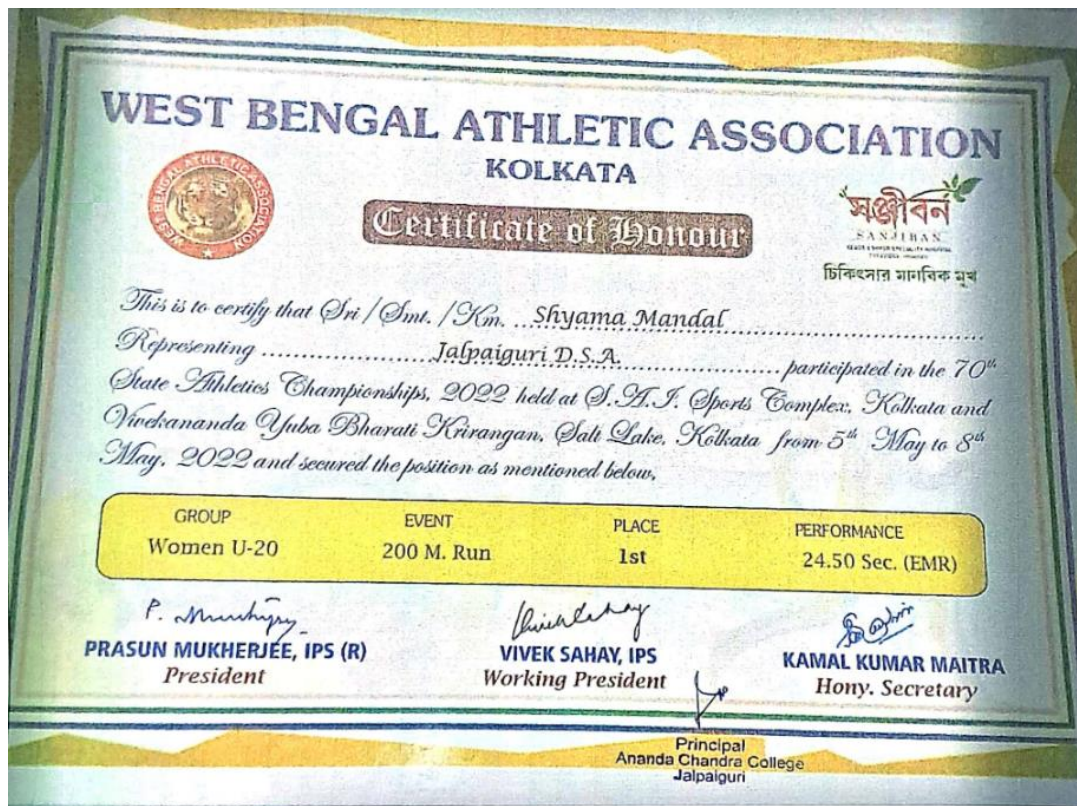 WEST BENGAL ATHLETIC ASSOCIATION
KOLKATA
WEST BENGAL ATHLETIC ASSOCIATION
Certificate of Honour
সঞ্জীবন
SANJIBAN
চিকিৎসার মানবিক মুখ
This is to certify that Sri / Smt. / Km. ...Shyama Mandal
Representing .......................Jalpaiguri D.S.A........................ participated in the 70th
State Athletics Championships, 2022 held at S.A.I. Sports Complex, Kolkata and
Vivekananda Yuba Bharati Krirangan, Salt Lake, Kolkata from 5th May to 8th
May, 2022 and secured the position as mentioned below.
GROUP EVENT PLACE PERFORMANCE
Women U-20 200 M. Run 1st 24.50 Sec. (EMR)
PRASUN MUKHERJEE, IPS (R) VIVEK SAHAY, IPS KAMAL KUMAR MAITRA
President Working President Hony. Secretary
Principal
Ananda Chandra College
Jalpaiguri